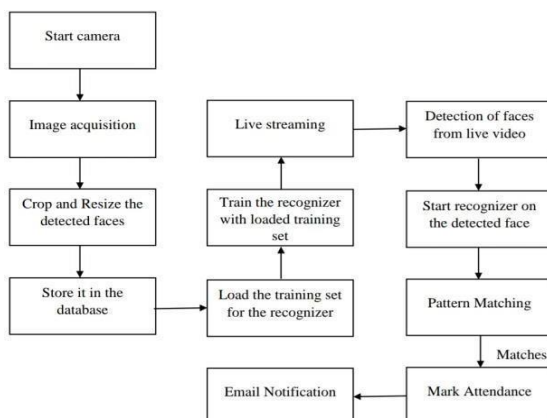 Start camera
Image acquisition
Crop and Resize the
detected faces
Store it in the
database
Load the training set
for the recognizer
Train the recognizer
with loaded training
set
Live streaming
Detection of faces
from live video
Start recognizer on
the detected face
Pattern Matching
Matches
Mark Attendance
Email Notification